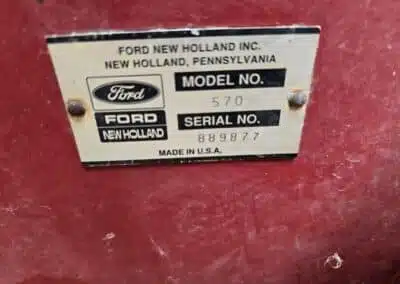 FORD NEW HOLLAND INC.
NEW HOLLAND, PENNSYLVANIA
Ford
MODEL NO.
570
FORD
NEW HOLLAND
SERIAL NO.
889877
MADE IN U.S.A.